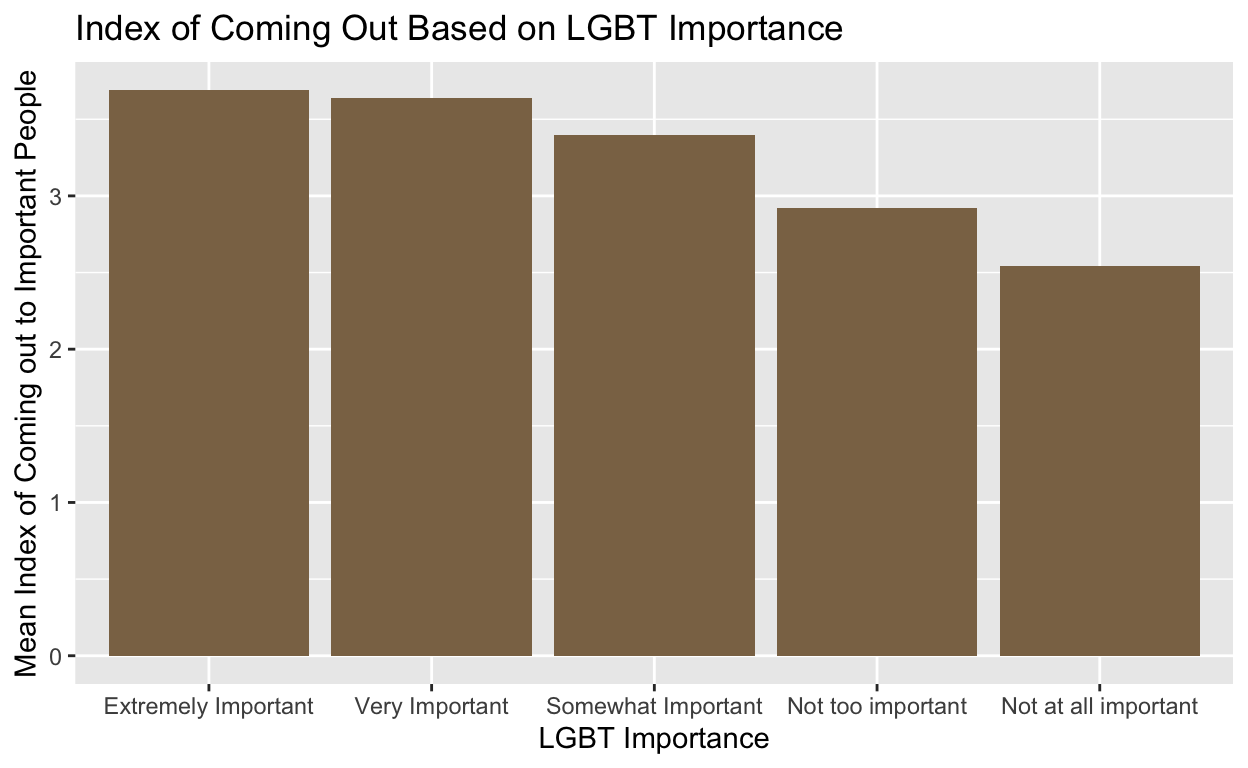 Index of Coming Out Based on LGBT Importance
Mean Index of Coming out to Important People
3
2
1
0
Extremely Important Very Important Somewhat Important Not too important Not at all important
LGBT Importance